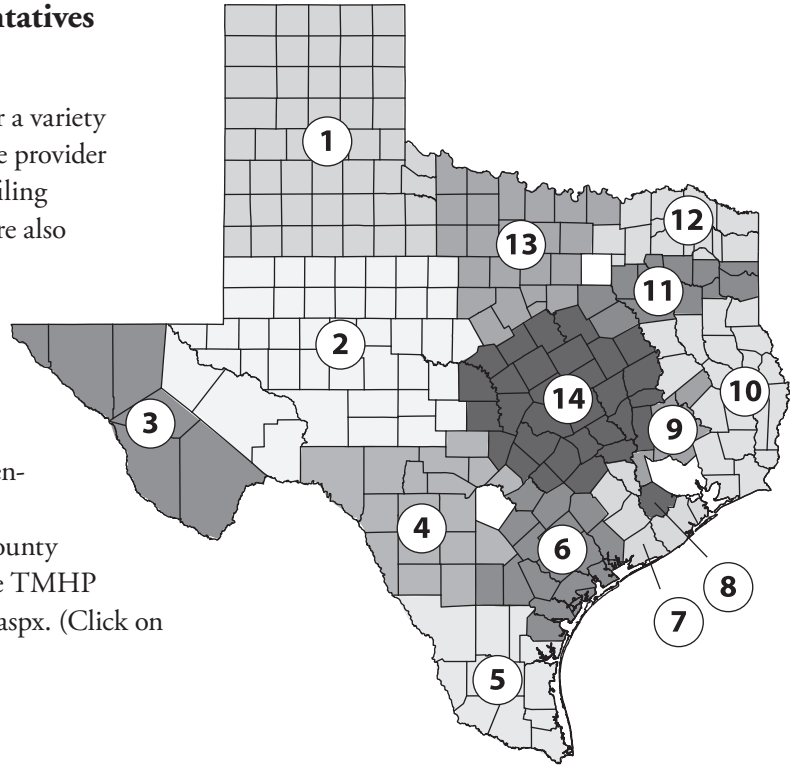 ntatives
r a variety
e provider
iling
re also
en-
ounty
e TMHP
aspx. (Click on
1
12
13
11
2
10
14
3
9
4
6
8
7
5